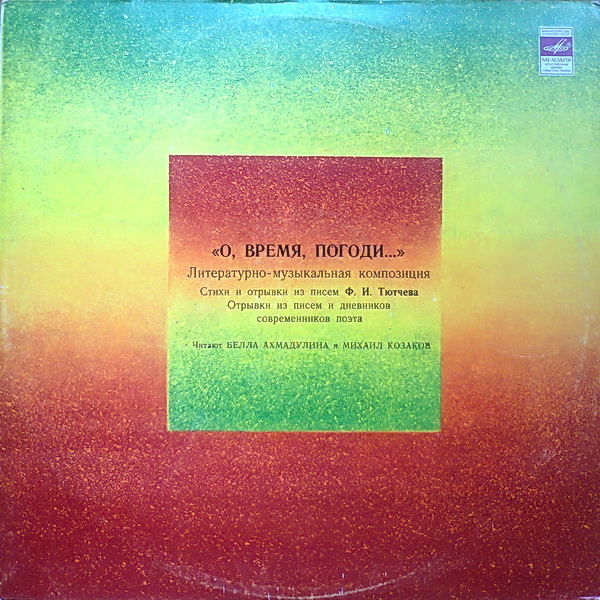 МЕЛОДИЯ
«О, ВРЕМЯ, ПОГОДИ...»
Литературно-музыкальная композиция
Стихи и отрывки из писем Ф. И. Тютчева
Отрывки из писем и дневников
современников поэта
Читают БЕЛЛА АХМАДУЛИНА и МИХАИЛ КОЗАКОВ